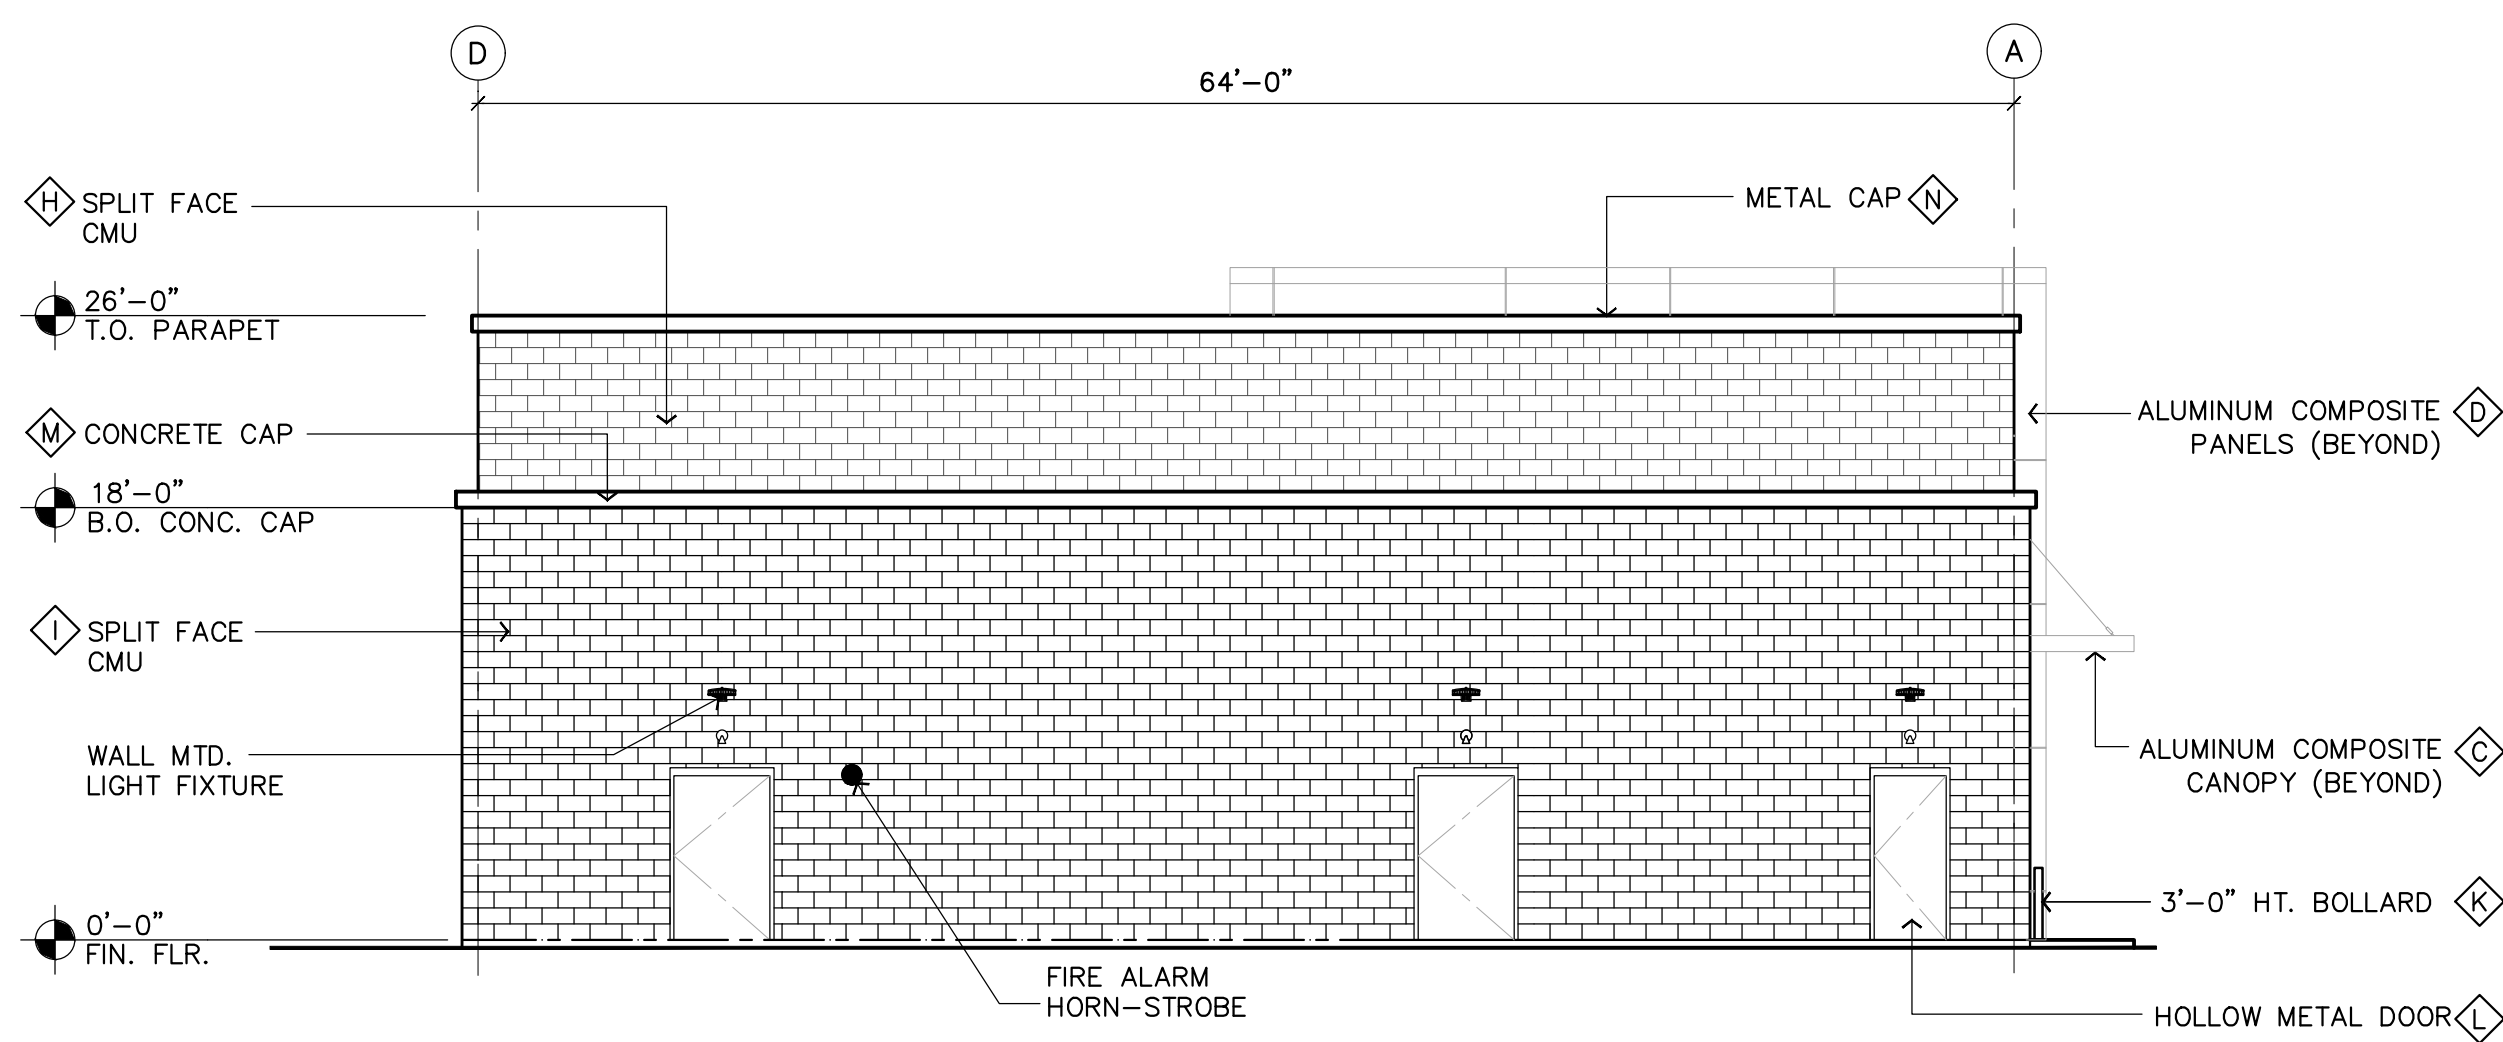 D
A
64'-0"
H SPLIT FACE
CMU
METAL CAP N
26'-0"
T.O. PARAPET
ALUMINUM COMPOSITE D
PANELS (BEYOND)
M CONCRETE CAP
18'-0"
B.O. CONC. CAP
I SPLIT FACE
CMU
WALL MTD.
LIGHT FIXTURE
ALUMINUM COMPOSITE C
CANOPY (BEYOND)
3'-0" HT. BOLLARD K
0'-0"
FIN. FLR.
FIRE ALARM
HORN-STROBE
HOLLOW METAL DOOR L